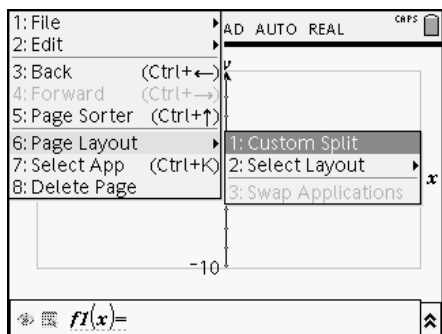 1: File
AD AUTO REAL
CAPS
2: Edit
3: Back (Ctrl+←)
y
4: Forward (Ctrl+→)
5: Page Sorter (Ctrl+↑)
6: Page Layout
1: Custom Split
7: Select App (Ctrl+K)
2: Select Layout
x
8: Delete Page
3: Swap Applications
-10
f1(x)=